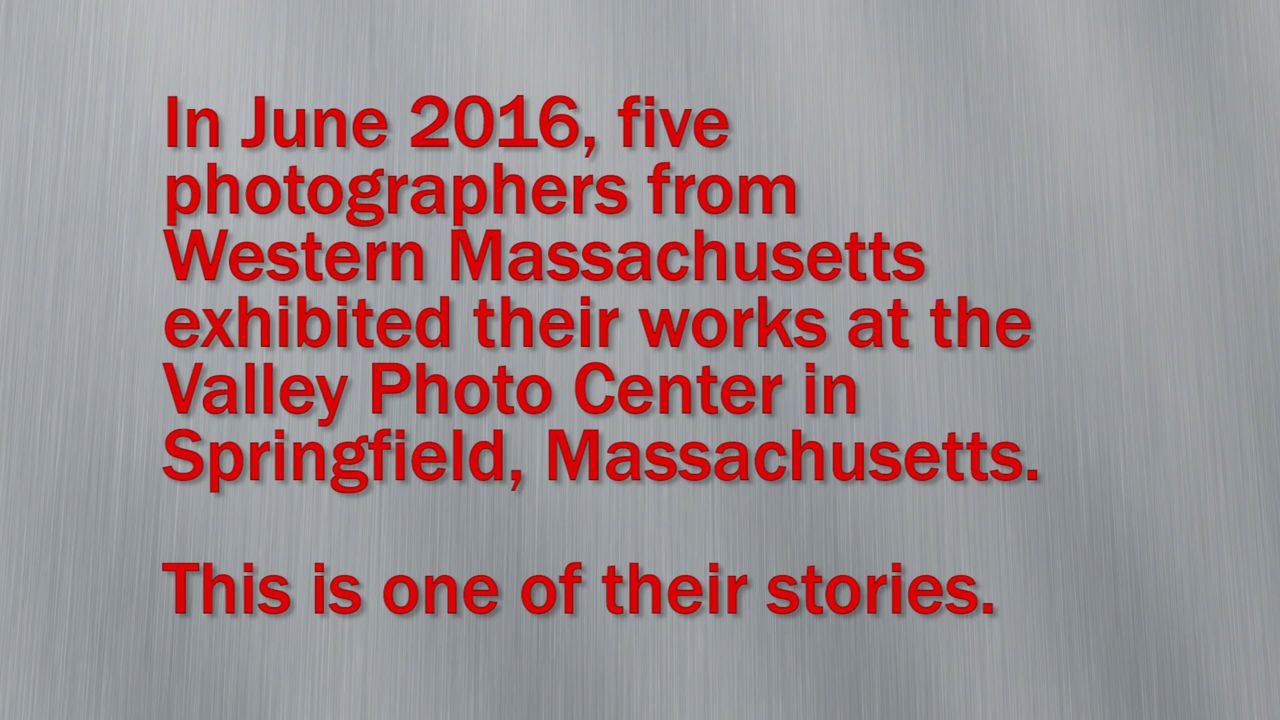 In June 2016, five
photographers from
Western Massachusetts
exhibited their works at the
Valley Photo Center in
Springfield, Massachusetts.
This is one of their stories.